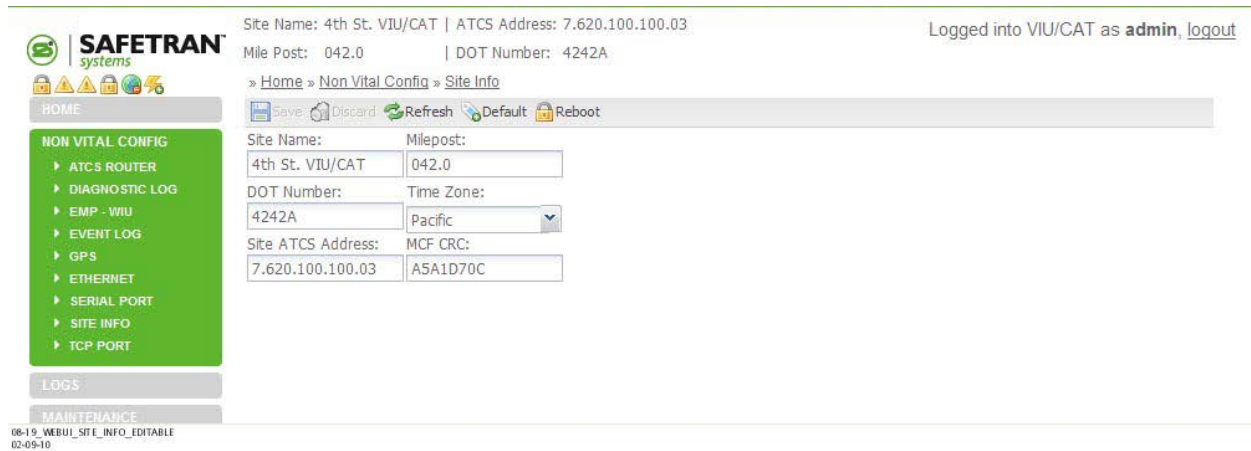 Site Name: 4th St. VIU/CAT | ATCS Address: 7.620.100.100.03
Logged into VIU/CAT as admin, logout
SAFETRAN
systems
Mile Post: 042.0 | DOT Number: 4242A
» Home » Non Vital Config » Site Info
HOME
Save Discard Refresh Default Reboot
NON VITAL CONFIG
ATCS ROUTER
DIAGNOSTIC LOG
EMP - WIU
EVENT LOG
GPS
ETHERNET
SERIAL PORT
SITE INFO
TCP PORT
LOGS
MAINTENANCE
Site Name: Milepost:
4th St. VIU/CAT 042.0
DOT Number: Time Zone:
4242A Pacific
Site ATCS Address: MCF CRC:
7.620.100.100.03 A5A1D70C
08-19_WEBUI_SITE_INFO_EDITABLE
02-09-10